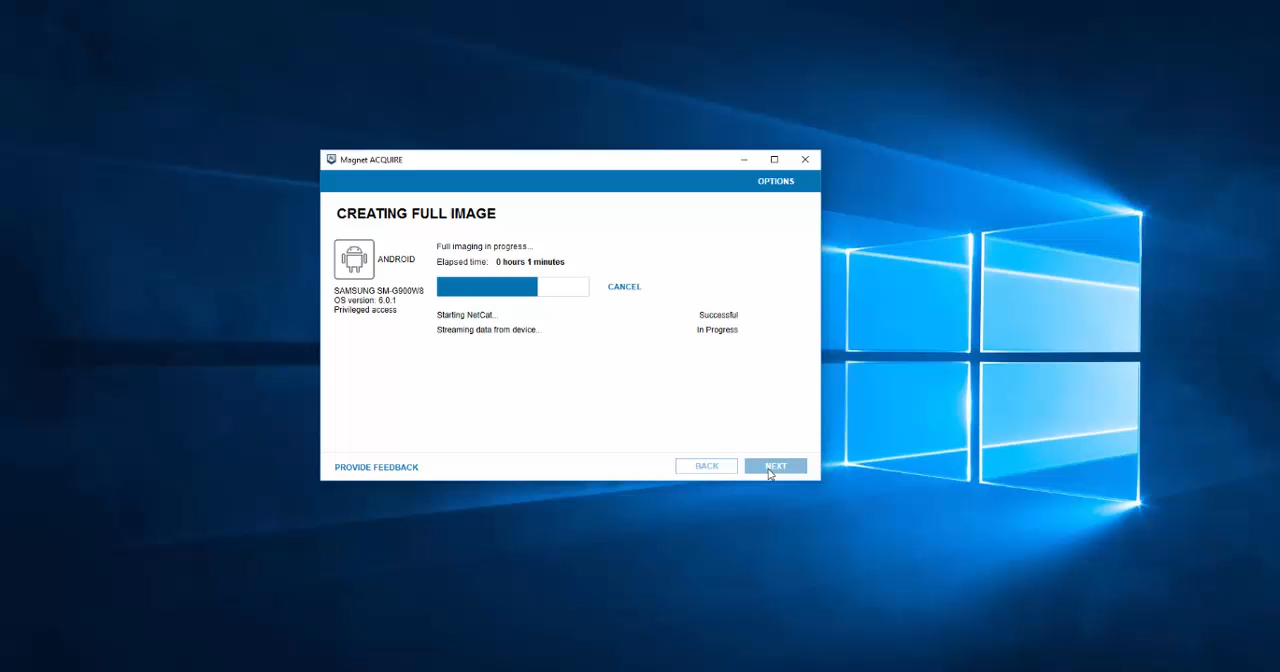 Magnet ACQUIRE
OPTIONS
CREATING FULL IMAGE
ANDROID
SAMSUNG SM-G900W8
OS version: 6.0.1
Privileged access
Full imaging in progress...
Elapsed time: 0 hours 1 minutes
CANCEL
Starting NetCat... Successful
Streaming data from device... In Progress
PROVIDE FEEDBACK
BACK
NEXT